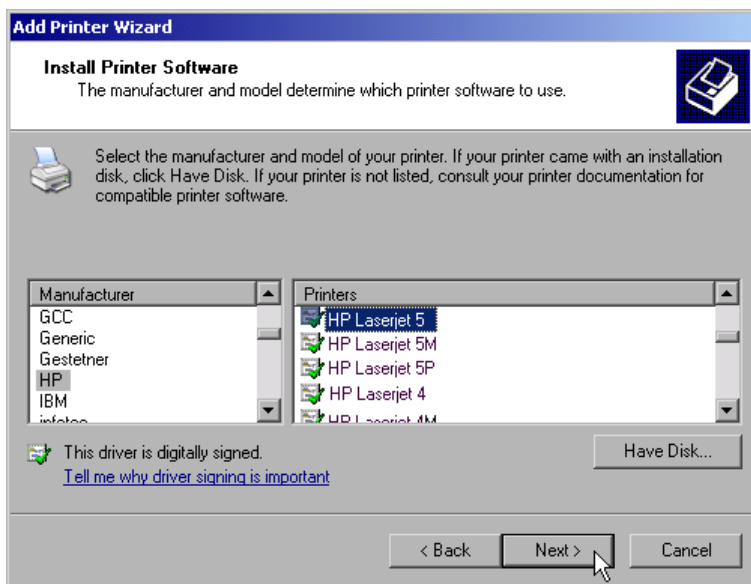 Add Printer Wizard
Install Printer Software
The manufacturer and model determine which printer software to use.
Select the manufacturer and model of your printer. If your printer came with an installation
disk, click Have Disk. If your printer is not listed, consult your printer documentation for
compatible printer software.
Manufacturer
GCC
Generic
Gestetner
HP
IBM
infotec
Printers
HP Laserjet 5
HP Laserjet 5M
HP Laserjet 5P
HP Laserjet 4
HP Laserjet 4M
This driver is digitally signed.
Tell me why driver signing is important
Have Disk...
< Back
Next >
Cancel